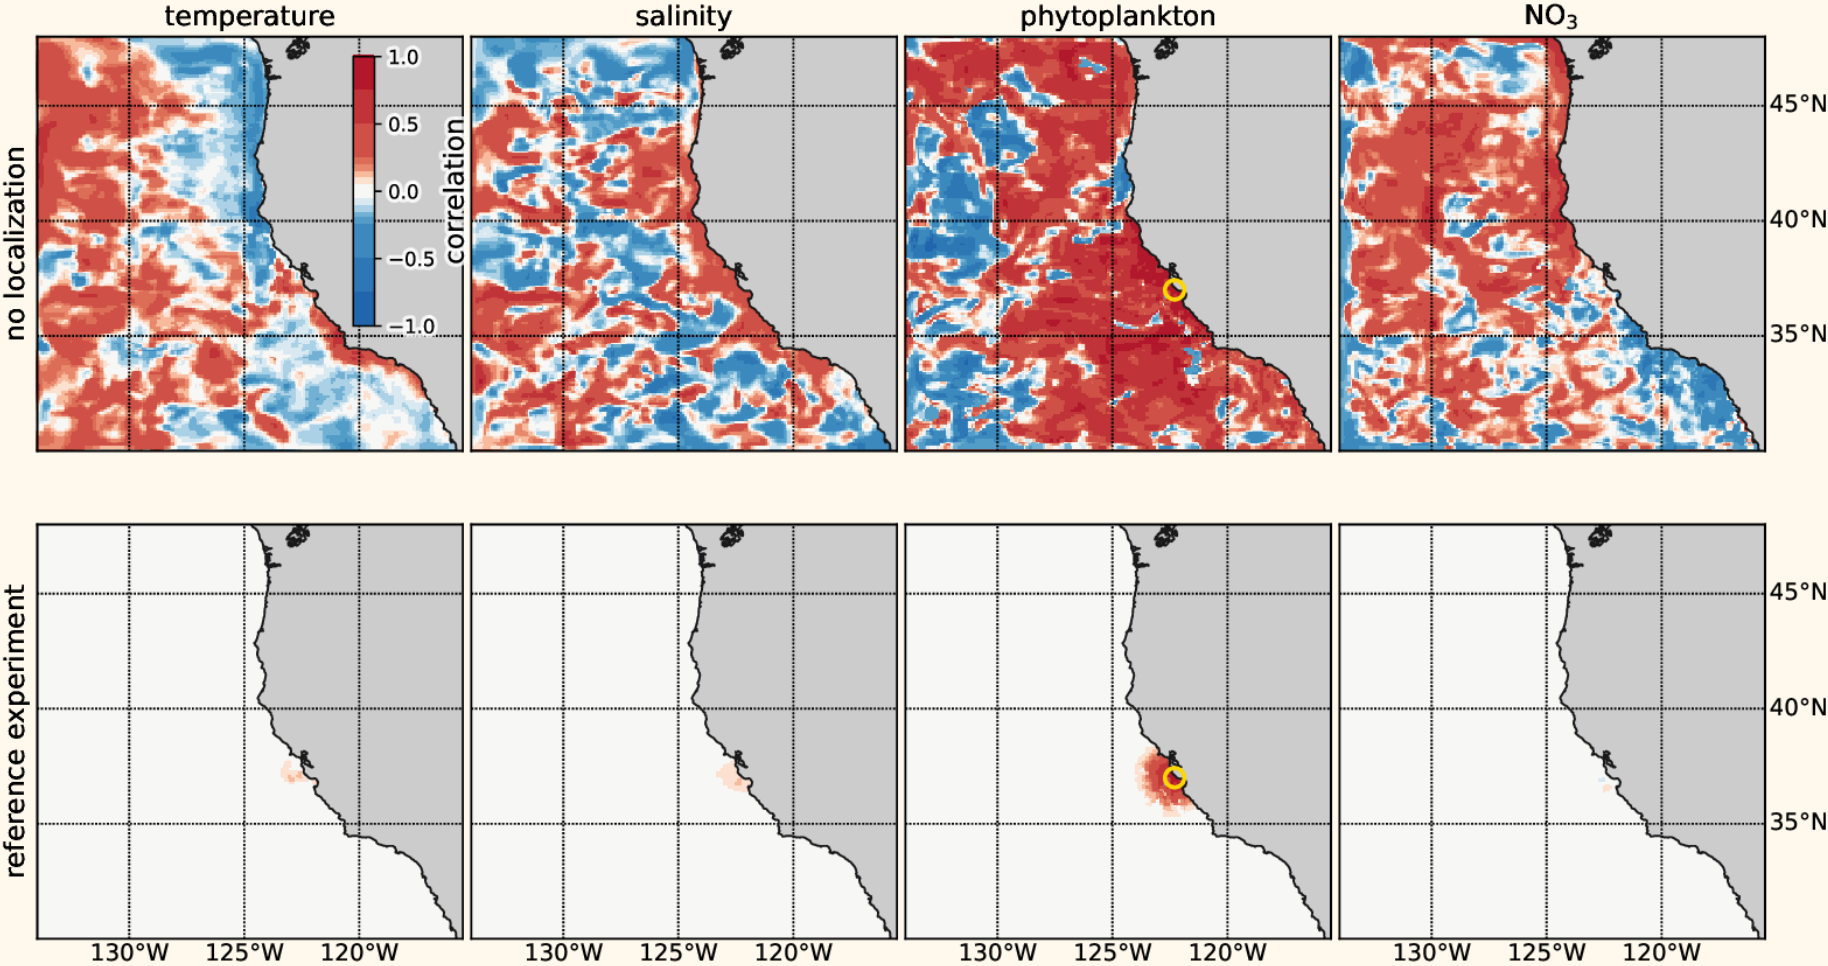 temperature salinity phytoplankton NO₃
no localization
1.0
0.5
0.0
−0.5
−1.0
correlation
45°N
40°N
35°N
reference experiment
45°N
40°N
35°N
130°W 125°W 120°W 130°W 125°W 120°W 130°W 125°W 120°W 130°W 125°W 120°W